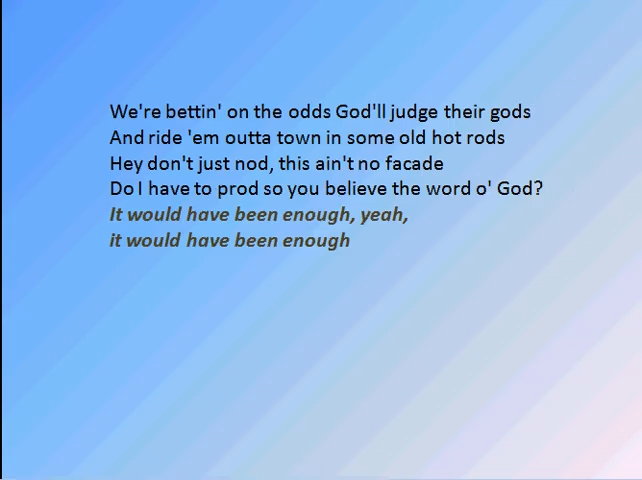 We're bettin' on the odds God'll judge their gods
And ride 'em outta town in some old hot rods
Hey don't just nod, this ain't no facade
Do I have to prod so you believe the word o' God?
It would have been enough, yeah,
it would have been enough